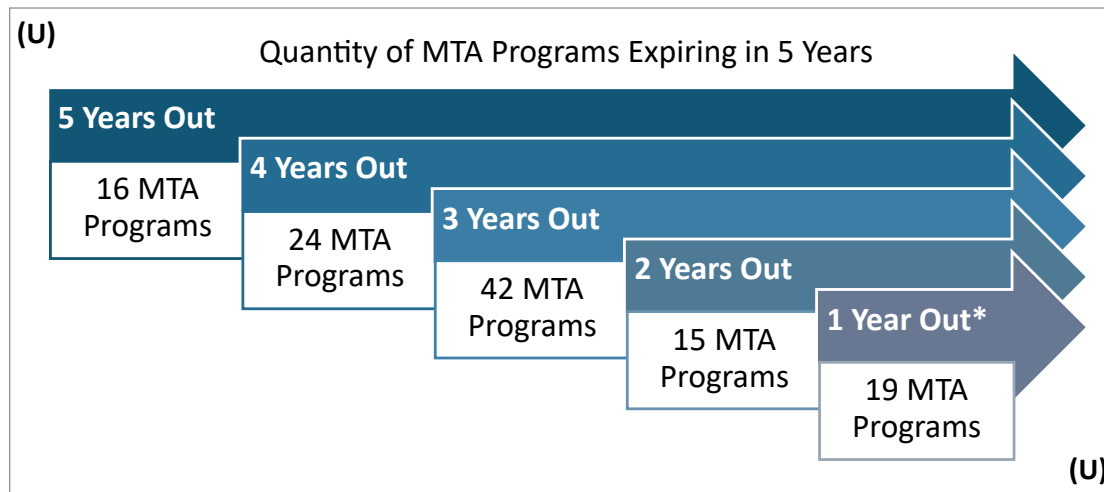 (U)
Quantity of MTA Programs Expiring in 5 Years
5 Years Out
16 MTA
Programs
4 Years Out
24 MTA
Programs
3 Years Out
42 MTA
Programs
2 Years Out
15 MTA
Programs
1 Year Out*
19 MTA
Programs
(U)